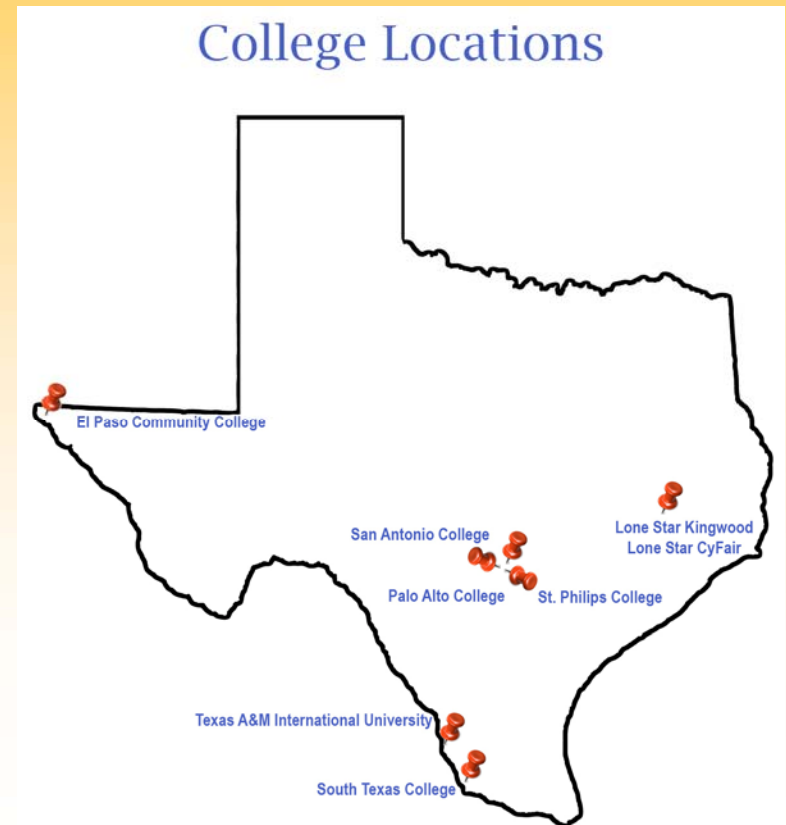 College Locations
El Paso Community College
Lone Star Kingwood
Lone Star CyFair
San Antonio College
Palo Alto College
St. Philips College
Texas A&M International University
South Texas College